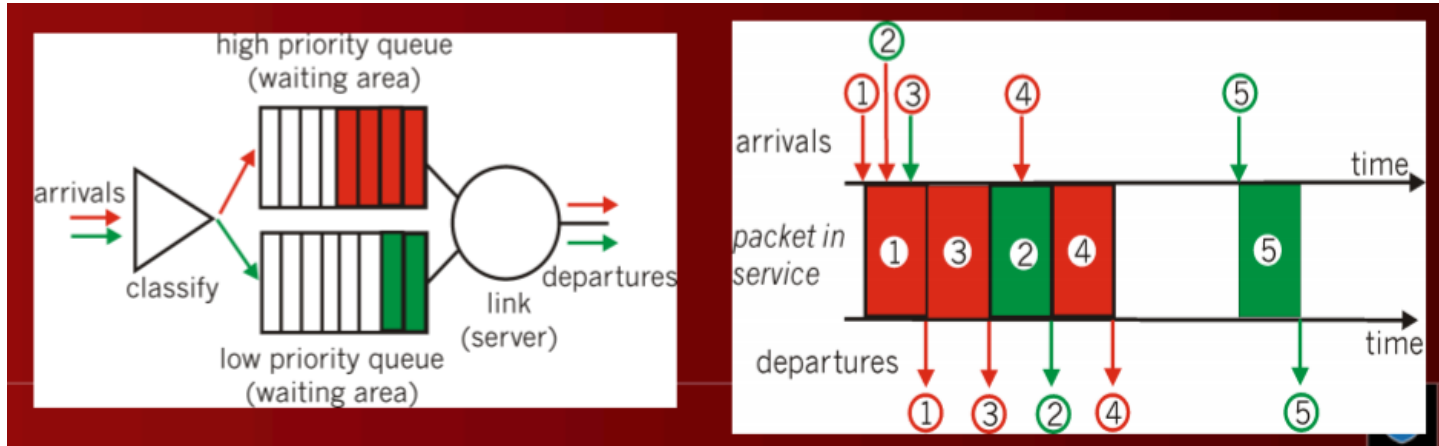 high priority queue
(waiting area)
arrivals
classify
link
(server)
departures
low priority queue
(waiting area)
2
1
3
4
5
arrivals
time
packet in
service
1
3
2
4
5
time
departures
1
3
2
4
5